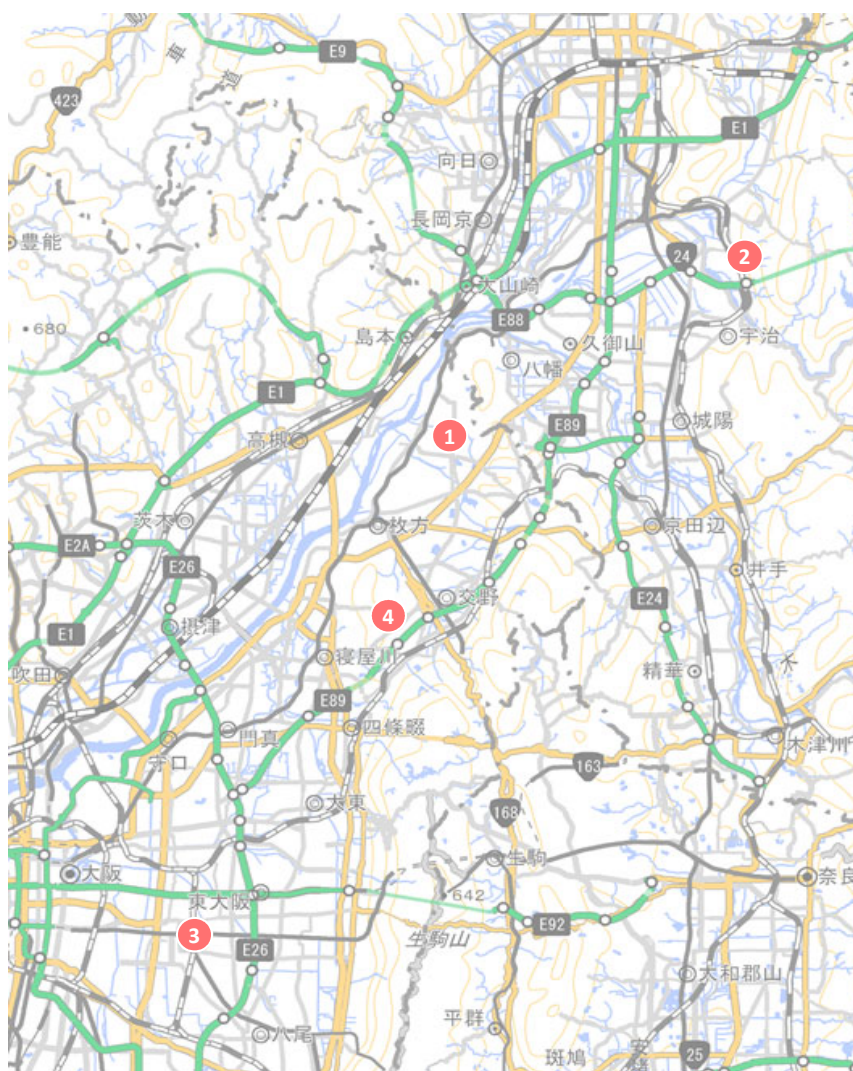 動
車
道
E9
423
E1
向日
長岡京
豊能
2
24
大山崎
680
E88
島本
久御山
宇治
八幡
E1
1
E89
城陽
高槻
茨木
枚方
京田辺
E2A
E26
井手
交野
E24
4
E1
摂津
寝屋川
吹田
精華
木
E89
四條畷
門真
守口
木津川
163
大東
168
生駒
大阪
奈良
東大阪
642
3
E92
生駒山
E26
大和郡山
平群
八尾
安
斑鳩
25